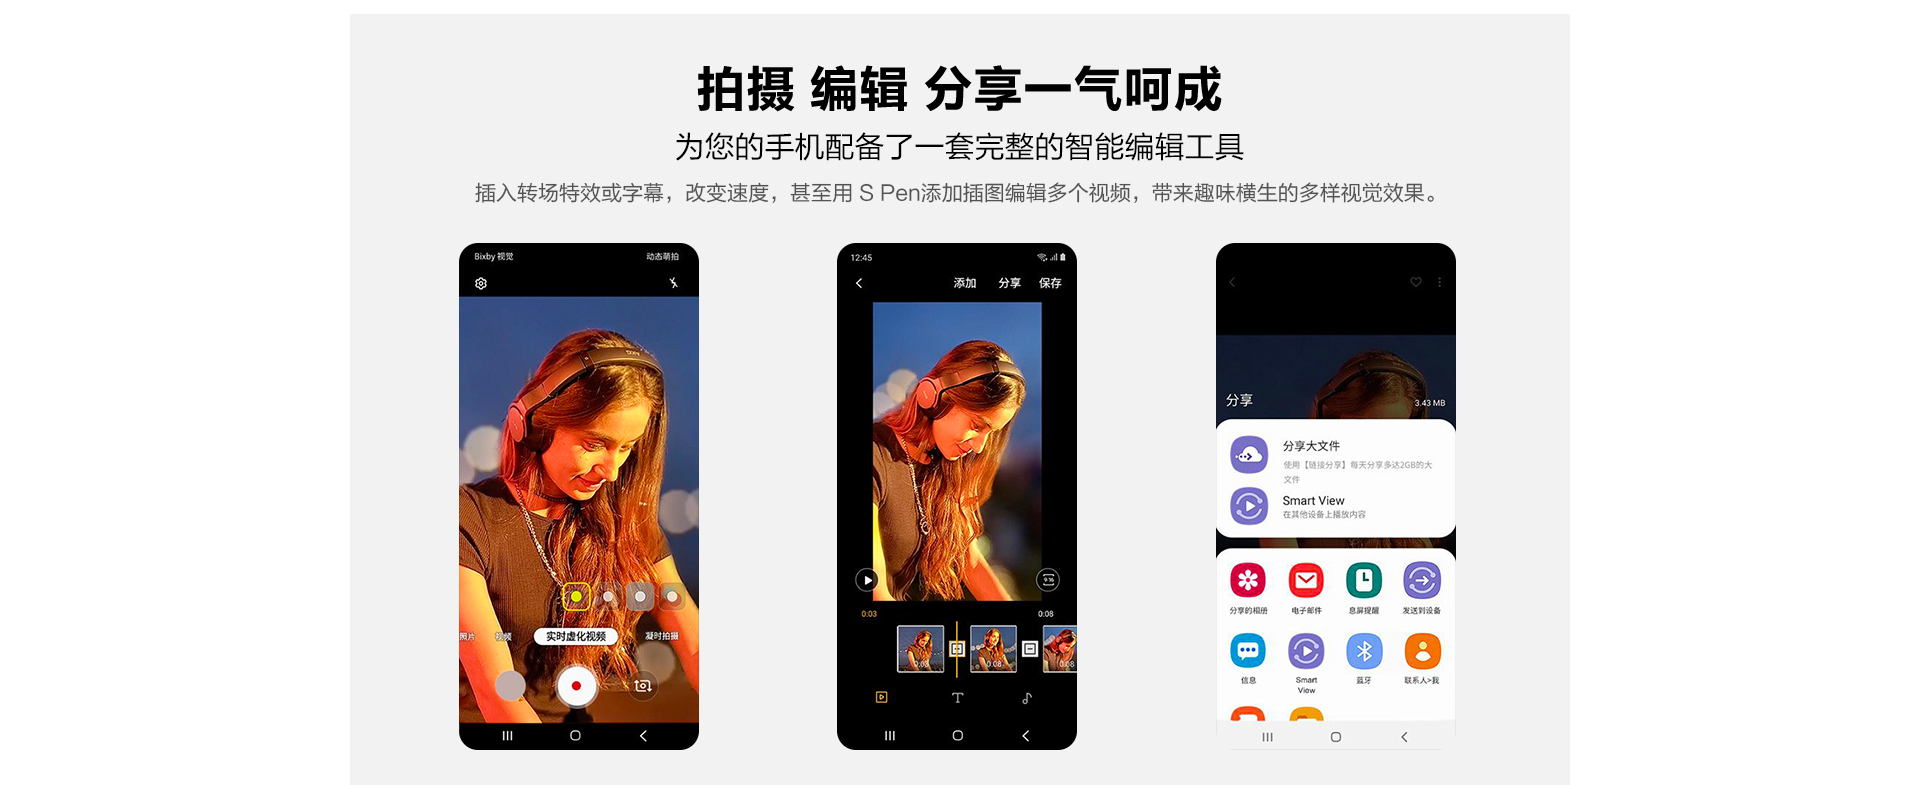 拍摄 编辑 分享一气呵成
为您的手机配备了一套完整的智能编辑工具
插入转场特效或字幕，改变速度，甚至用 S Pen添加插图编辑多个视频，带来趣味横生的多样视觉效果。
Bixby 视觉
动态萌拍
照片
视频
实时虚化视频
凝时拍摄
12:45
添加
分享
保存
9:16
0:03
0:08
0:03
0:08
0:08
T
分享
3.43 MB
分享大文件
使用【链接分享】每天分享多达2GB的大
文件
Smart View
在其他设备上播放内容
分享的相册
电子邮件
息屏提醒
发送到设备
信息
Smart
View
蓝牙
联系人>我